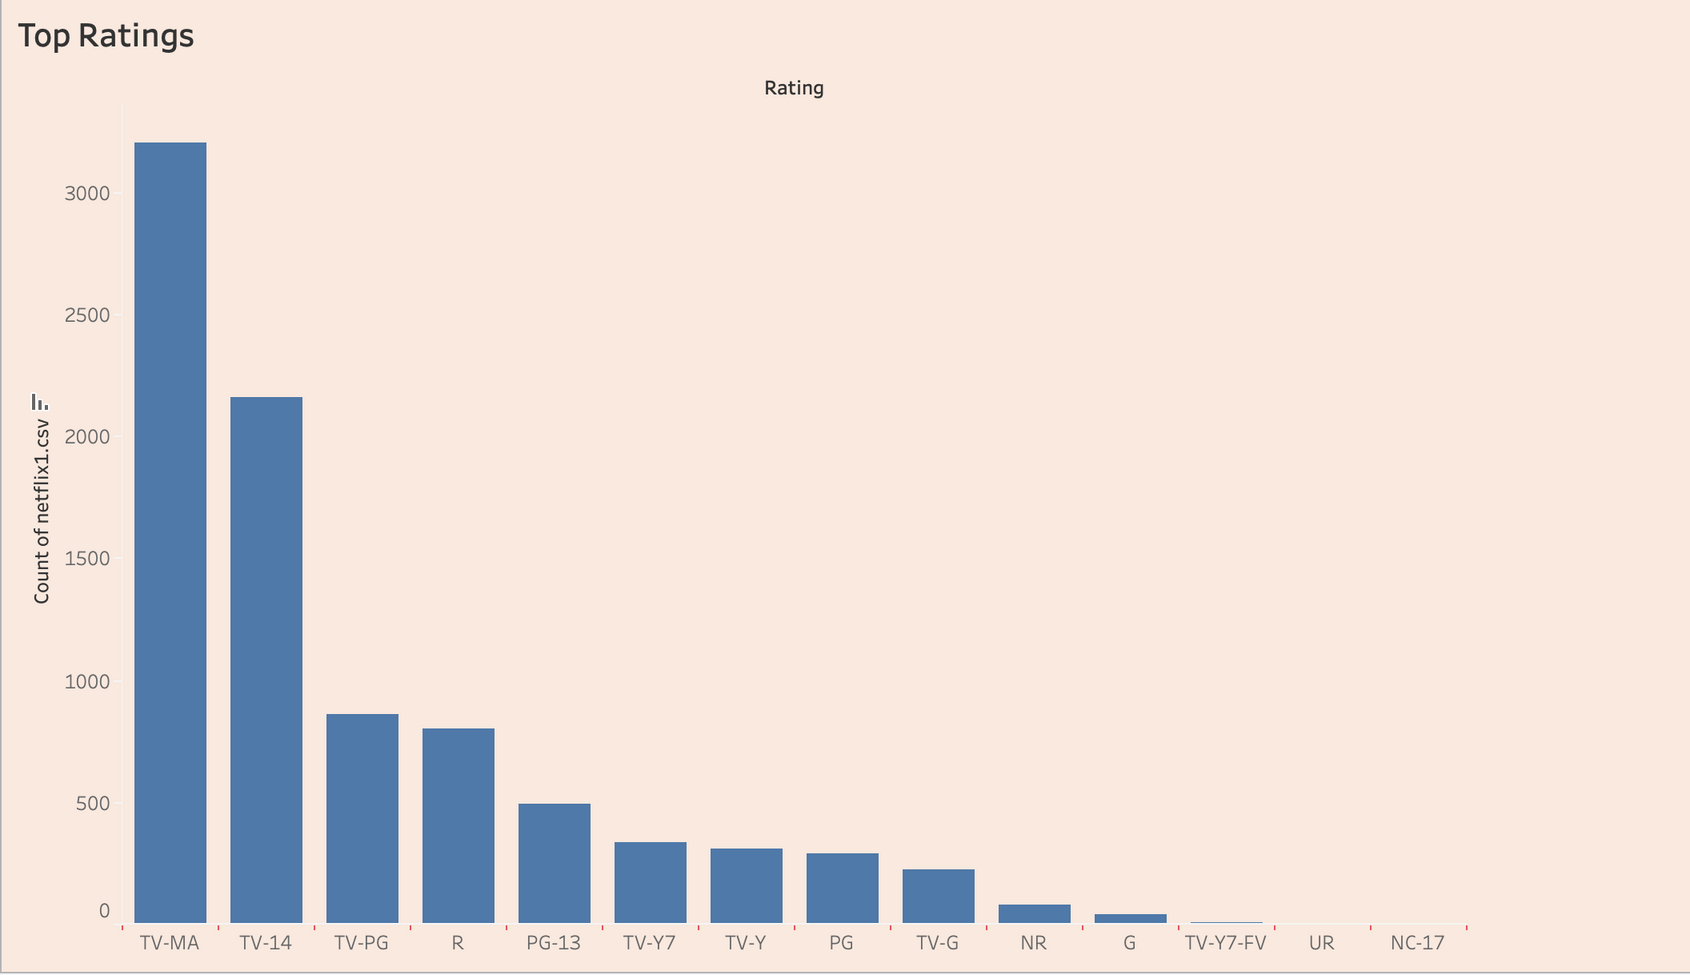 Top Ratings
Rating
3000
2500
2000
1500
1000
500
0
Count of netflix1.csv
TV-MA TV-14 TV-PG R PG-13 TV-Y7 TV-Y PG TV-G NR G TV-Y7-FV UR NC-17